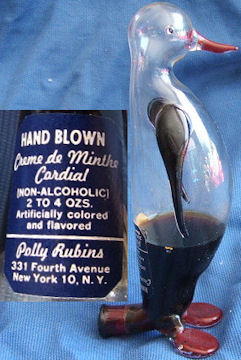 HAND BLOWN
Creme de Minthe
Cordial
(NON-ALCOHOLIC)
2 TO 4 OZS.
Artificially colored
and flavored
Polly Rubins
331 Fourth Avenue
New York 10, N. Y.